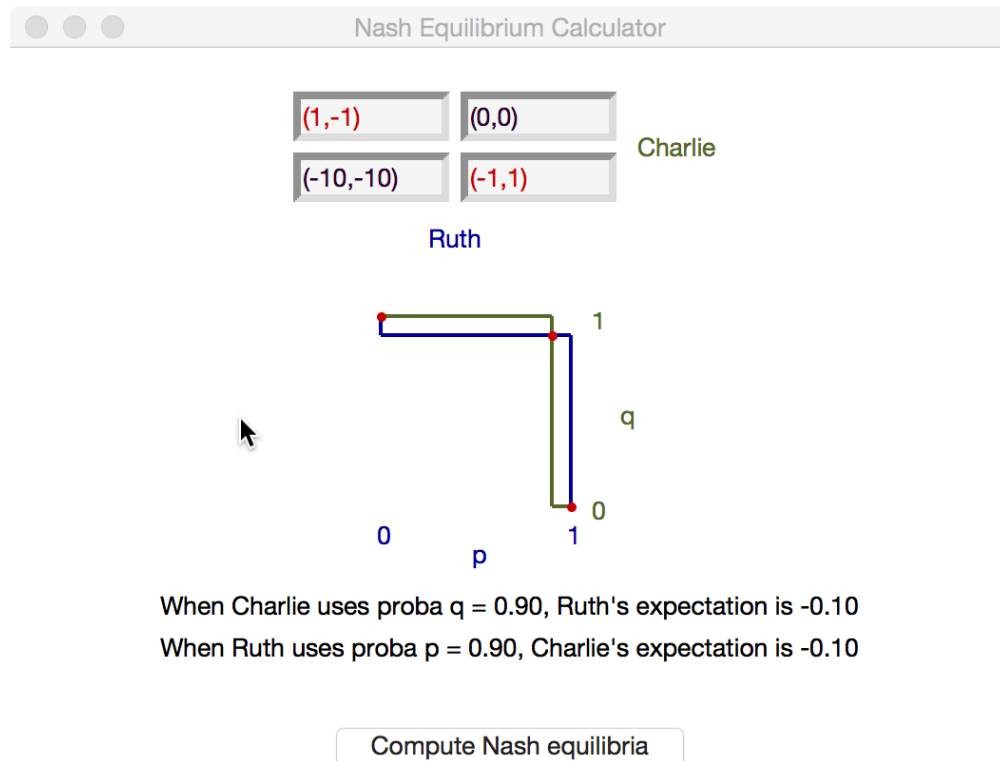 Nash Equilibrium Calculator
(1,-1) (0,0)
Charlie
(-10,-10) (-1,1)
Ruth
1
q
0
0 1
p
When Charlie uses proba q = 0.90, Ruth's expectation is -0.10
When Ruth uses proba p = 0.90, Charlie's expectation is -0.10
Compute Nash equilibria